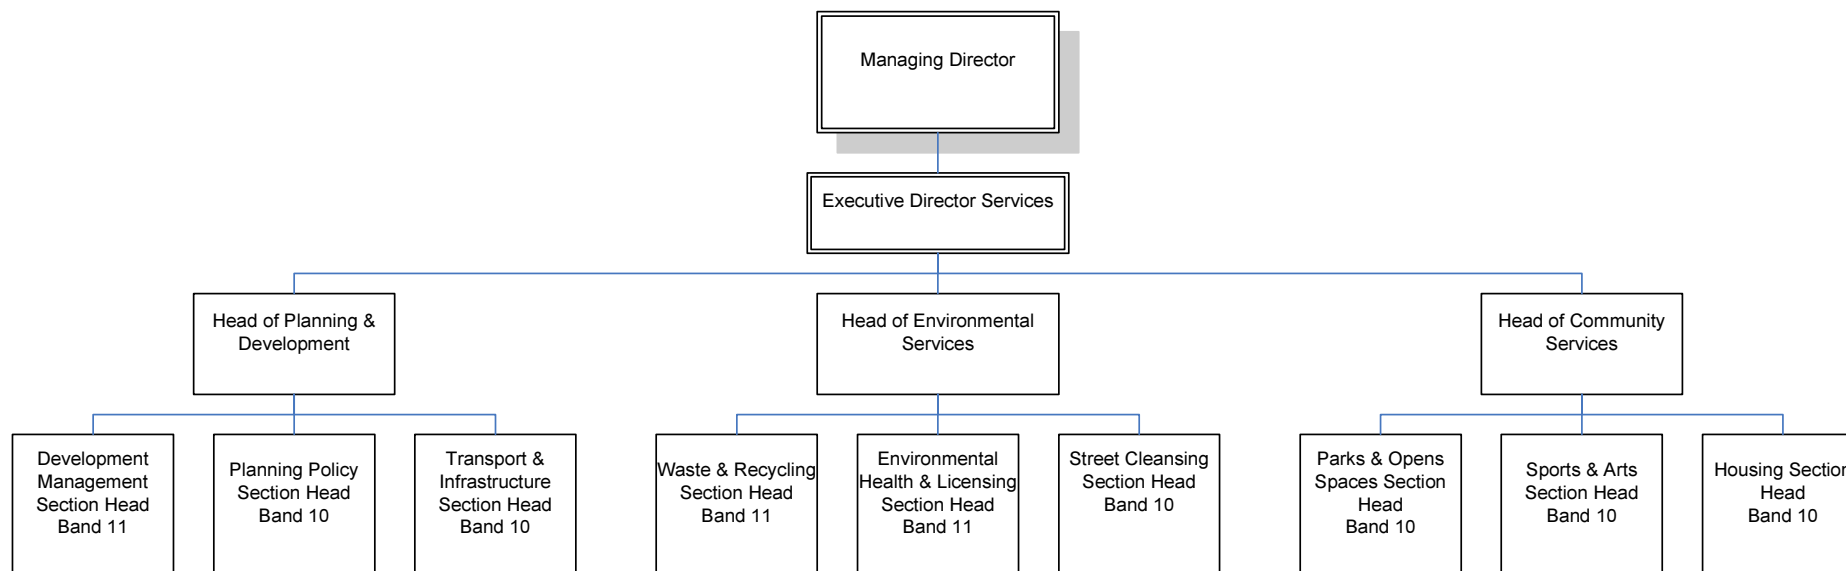 Managing Director
Executive Director Services
Head of Planning &
Development
Head of Environmental
Services
Head of Community
Services
Development
Management
Section Head
Band 11
Planning Policy
Section Head
Band 10
Transport &
Infrastructure
Section Head
Band 10
Waste & Recycling
Section Head
Band 11
Environmental
Health & Licensing
Section Head
Band 11
Street Cleansing
Section Head
Band 10
Parks & Opens
Spaces Section
Head
Band 10
Sports & Arts
Section Head
Band 10
Housing Section
Head
Band 10